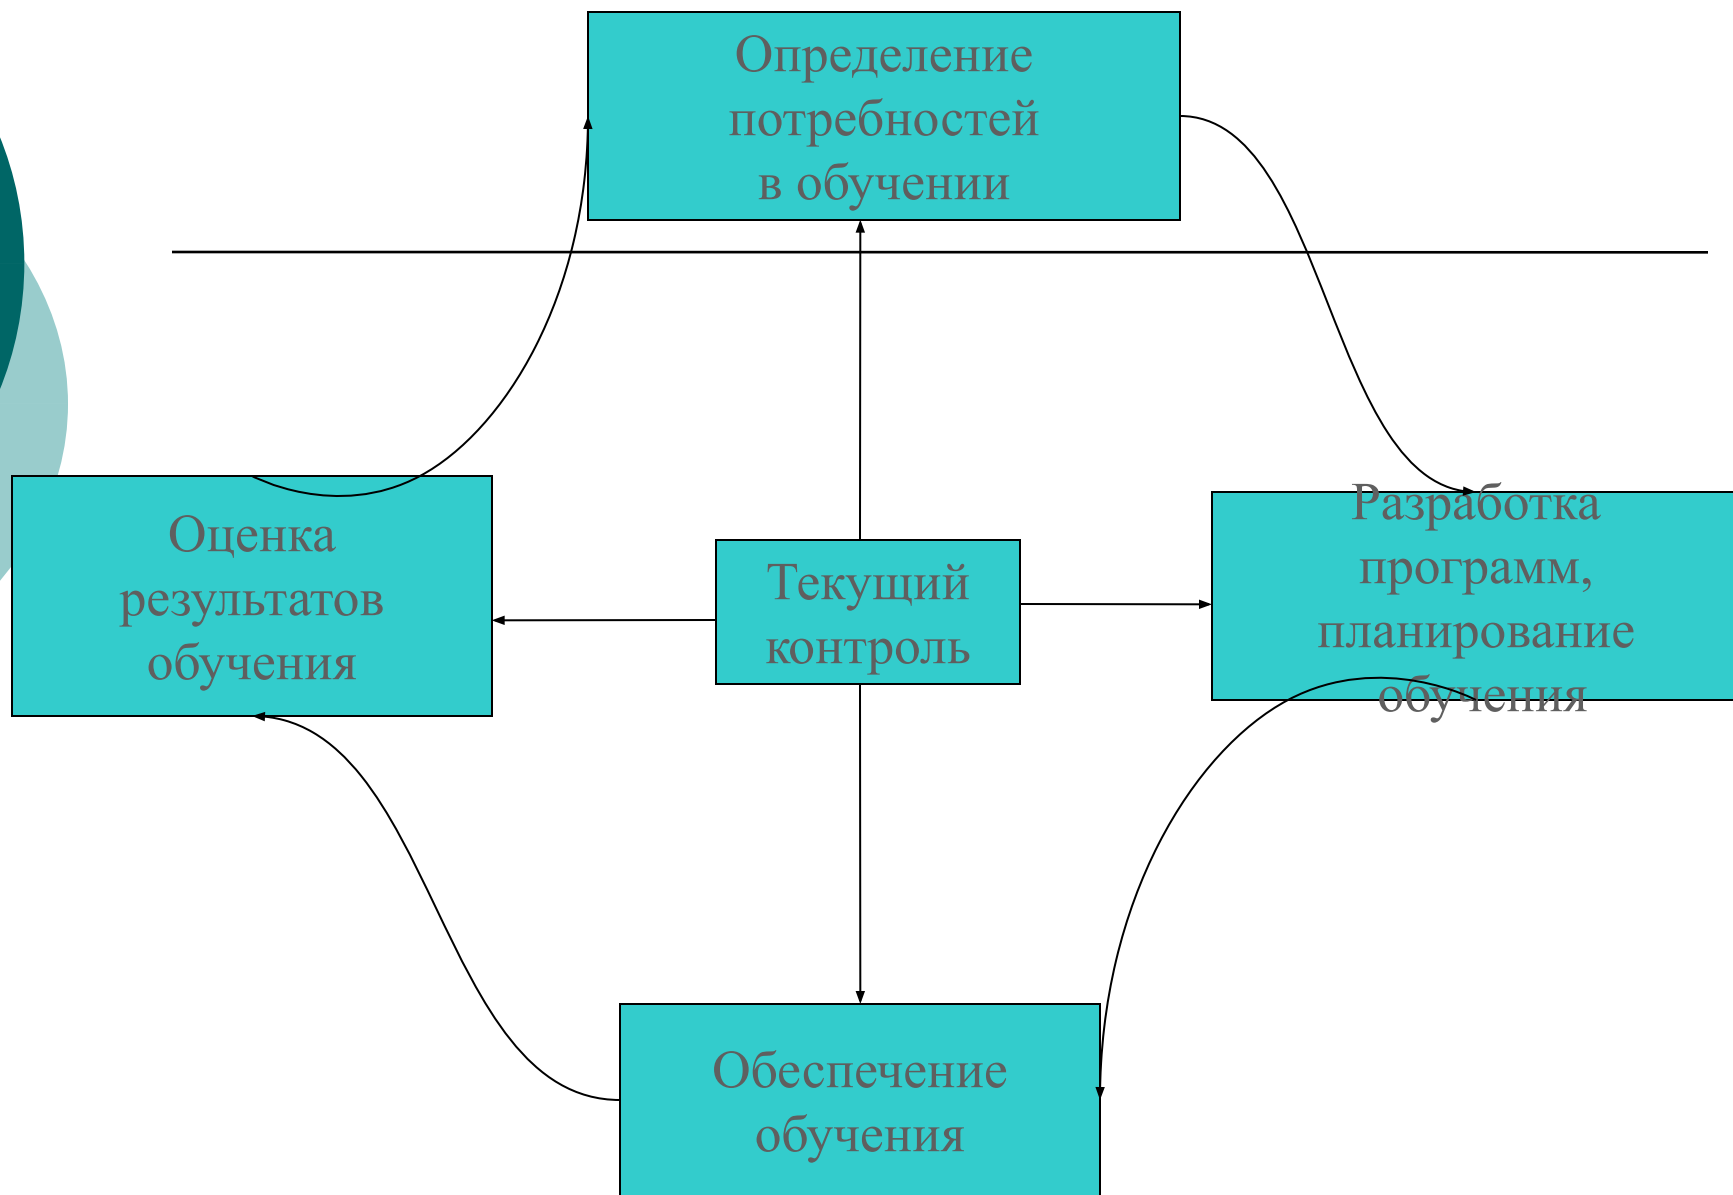 Определение
потребностей
в обучении
Оценка
результатов
обучения
Текущий
контроль
Разработка
программ,
планирование
обучения
Обеспечение
обучения